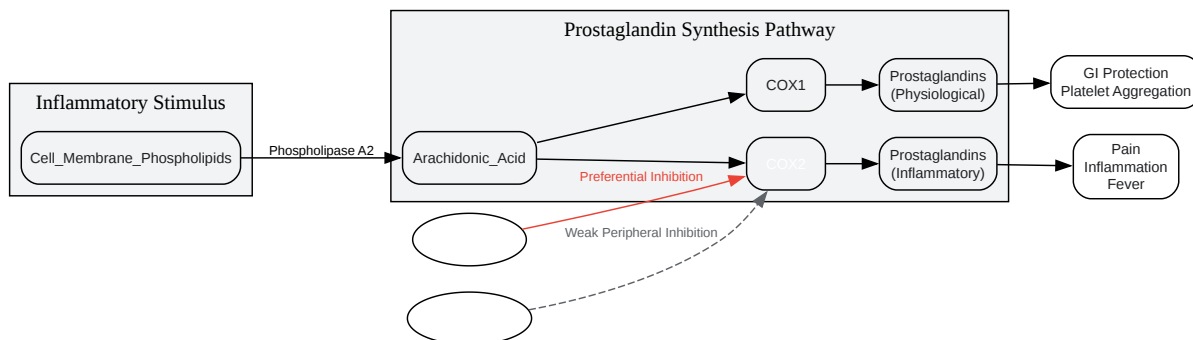 Prostaglandin Synthesis Pathway
Inflammatory Stimulus
Cell_Membrane_Phospholipids
Phospholipase A2
Arachidonic_Acid
COX1
Prostaglandins
(Physiological)
GI Protection
Platelet Aggregation
COX2
Prostaglandins
(Inflammatory)
Pain
Inflammation
Fever
Preferential Inhibition
Weak Peripheral Inhibition